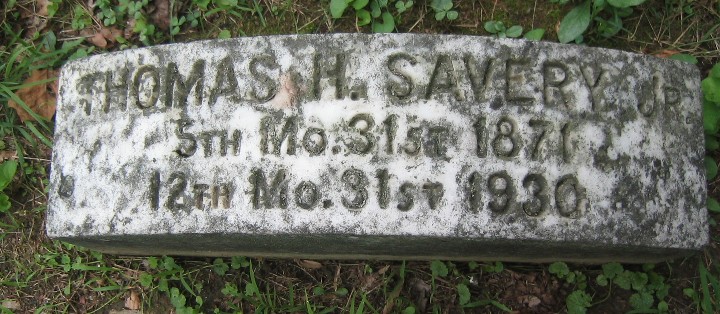 THOMAS H. SAVERY JR.
5TH MO. 31ST 1871
12TH MO. 31ST 1930